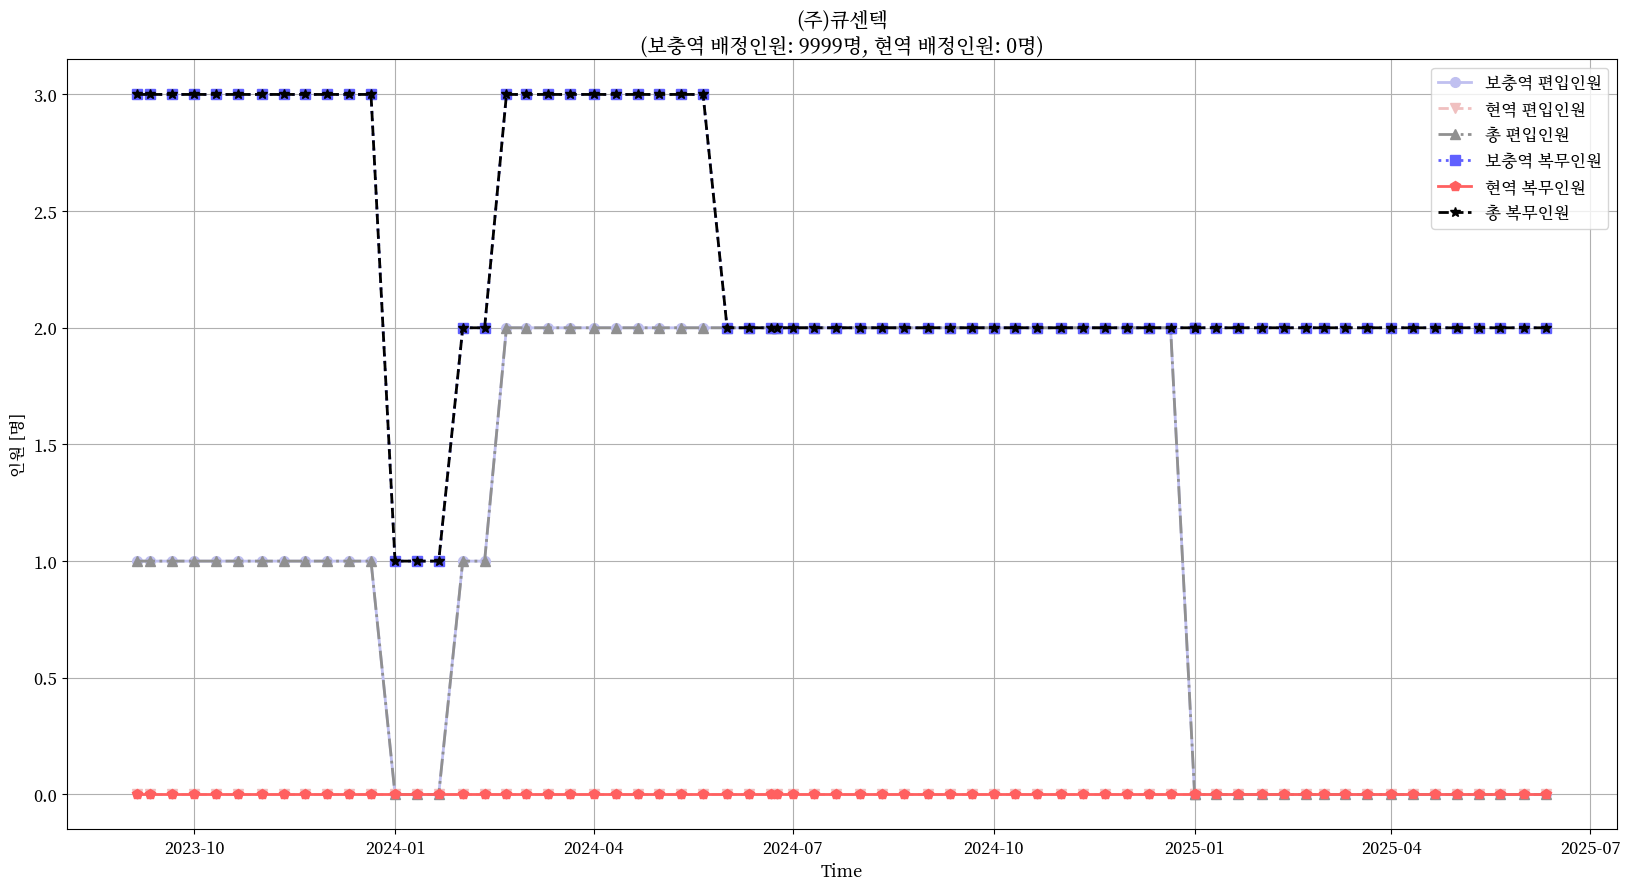 (주)큐센텍
(보충역 배정인원: 9999명, 현역 배정인원: 0명)
보충역 편입인원
현역 편입인원
총 편입인원
보충역 복무인원
현역 복무인원
총 복무인원
3.0
2.5
2.0
1.5
1.0
0.5
0.0
인원 [명]
2023-10 2024-01 2024-04 2024-07 2024-10 2025-01 2025-04 2025-07
Time